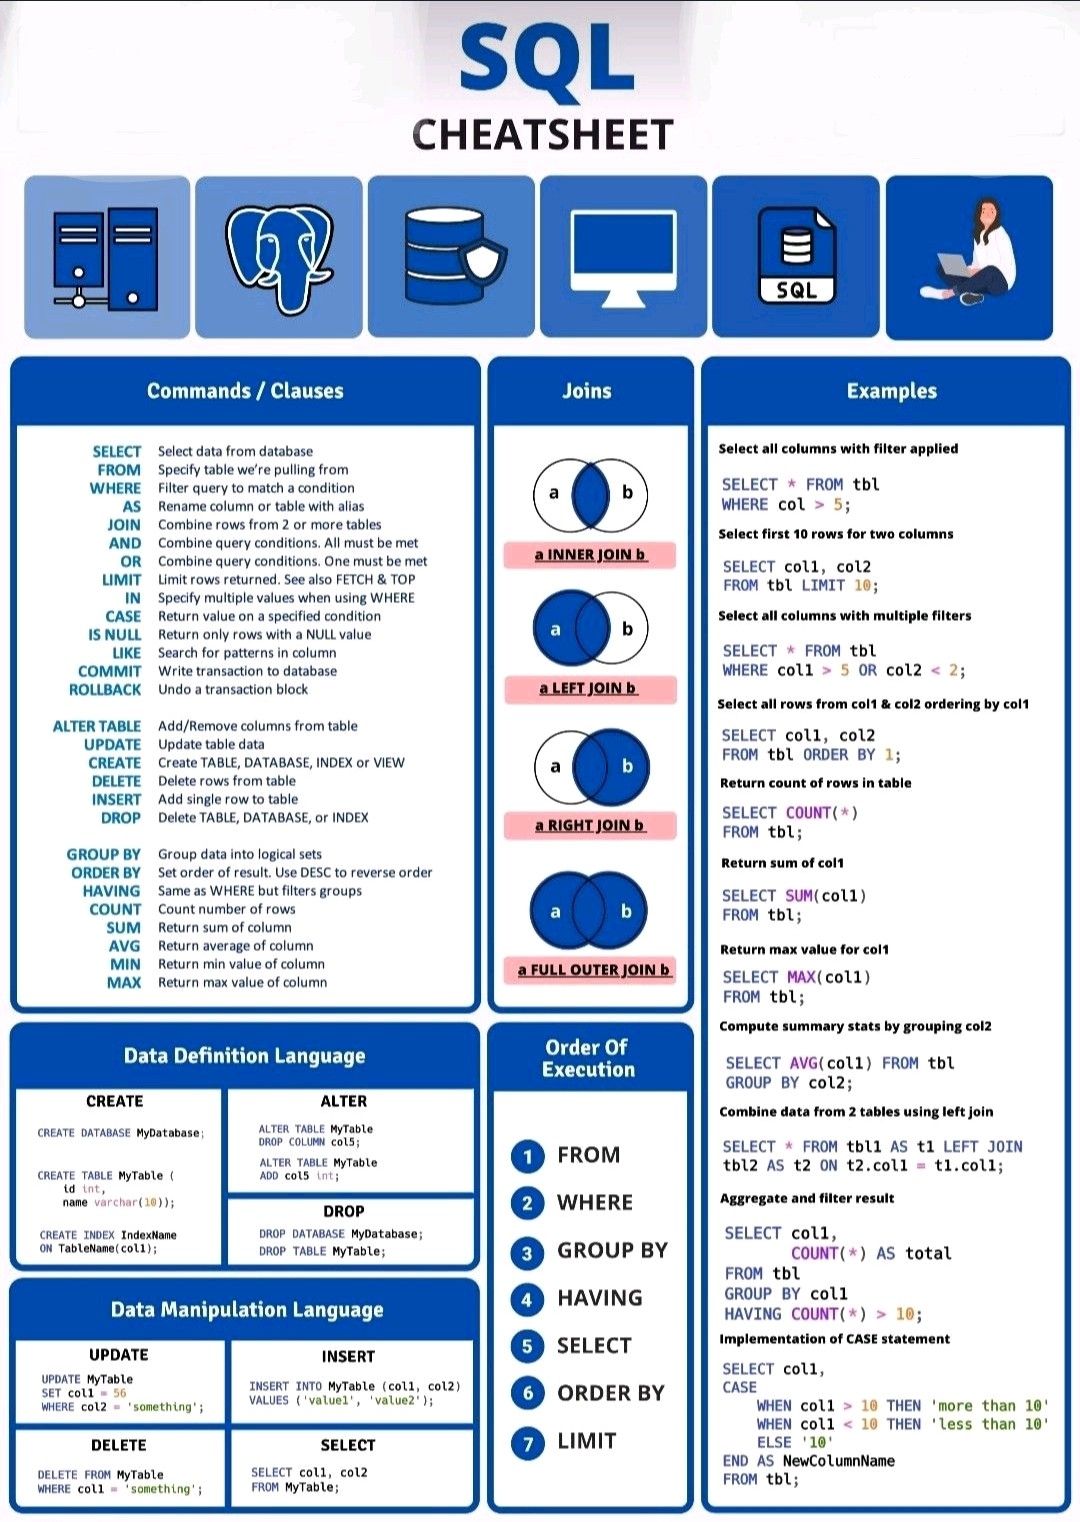 SQL
CHEATSHEET
SQL
Commands / Clauses
SELECT Select data from database
FROM Specify table we're pulling from
WHERE Filter query to match a condition
AS Rename column or table with alias
JOIN Combine rows from 2 or more tables
AND Combine query conditions. All must be met
OR Combine query conditions. One must be met
LIMIT Limit rows returned. See also FETCH & TOP
IN Specify multiple values when using WHERE
CASE Return value on a specified condition
IS NULL Return only rows with a NULL value
LIKE Search for patterns in column
COMMIT Write transaction to database
ROLLBACK Undo a transaction block
ALTER TABLE Add/Remove columns from table
UPDATE Update table data
CREATE Create TABLE, DATABASE, INDEX or VIEW
DELETE Delete rows from table
INSERT Add single row to table
DROP Delete TABLE, DATABASE, or INDEX
GROUP BY Group data into logical sets
ORDER BY Set order of result. Use DESC to reverse order
HAVING Same as WHERE but filters groups
COUNT Count number of rows
SUM Return sum of column
AVG Return average of column
MIN Return min value of column
MAX Return max value of column
Joins
a b
a INNER JOIN b
a b
a LEFT JOIN b
a b
a RIGHT JOIN b
a b
a FULL OUTER JOIN b
Examples
Select all columns with filter applied
SELECT * FROM tbl
WHERE col > 5;
Select first 10 rows for two columns
SELECT col1, col2
FROM tbl LIMIT 10;
Select all columns with multiple filters
SELECT * FROM tbl
WHERE col1 > 5 OR col2 < 2;
Select all rows from col1 & col2 ordering by col1
SELECT col1, col2
FROM tbl ORDER BY 1;
Return count of rows in table
SELECT COUNT(*)
FROM tbl;
Return sum of col1
SELECT SUM(col1)
FROM tbl;
Return max value for col1
SELECT MAX(col1)
FROM tbl;
Compute summary stats by grouping col2
SELECT AVG(col1) FROM tbl
GROUP BY col2;
Combine data from 2 tables using left join
SELECT * FROM tbl1 AS t1 LEFT JOIN
tbl2 AS t2 ON t2.col1 = t1.col1;
Aggregate and filter result
SELECT col1,
COUNT(*) AS total
FROM tbl
GROUP BY col1
HAVING COUNT(*) > 10;
Implementation of CASE statement
SELECT col1,
CASE
WHEN col1 > 10 THEN 'more than 10'
WHEN col1 < 10 THEN 'less than 10'
ELSE '10'
END AS NewColumnName
FROM tbl;
Data Definition Language
CREATE
CREATE DATABASE MyDatabase;
CREATE TABLE MyTable (
id int,
name varchar(10));
CREATE INDEX IndexName
ON TableName(col1);
ALTER
ALTER TABLE MyTable
DROP COLUMN col5;
ALTER TABLE MyTable
ADD col5 int;
DROP
DROP DATABASE MyDatabase;
DROP TABLE MyTable;
Data Manipulation Language
UPDATE
UPDATE MyTable
SET col1 = 56
WHERE col2 = 'something';
INSERT
INSERT INTO MyTable (col1, col2)
VALUES ('value1', 'value2');
DELETE
DELETE FROM MyTable
WHERE col1 = 'something';
SELECT
SELECT col1, col2
FROM MyTable;
Order Of
Execution
1 FROM
2 WHERE
3 GROUP BY
4 HAVING
5 SELECT
6 ORDER BY
7 LIMIT